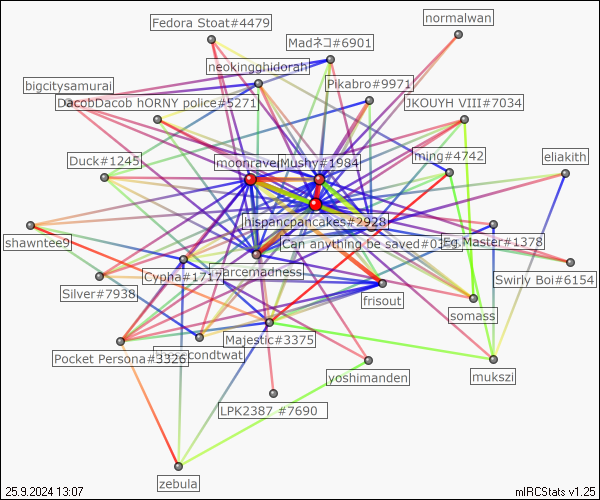 Fedora Stoat#4479
normalwan
Madネコ#6901
neokingghidorah
Pikabro#9971
bigcitysamurai
DacobDacob hORNY police#5271
JKOUYH VIII#7034
Duck#1245
moonrave
Mushy#1984
ming#4742
eliakith
hispancpancakes#2928
shawntee9
Can anything be saved#0
Eg.Master#1378
Cypha#1717
arcemadness
Swirly Boi#6154
Silver#7938
frisout
somass
Majestic#3375
Pocket Persona#3326
condtwat
yoshimanden
mukszi
LPK2387 #7690
zebula
25.9.2024 13:07
mIRCStats v1.25